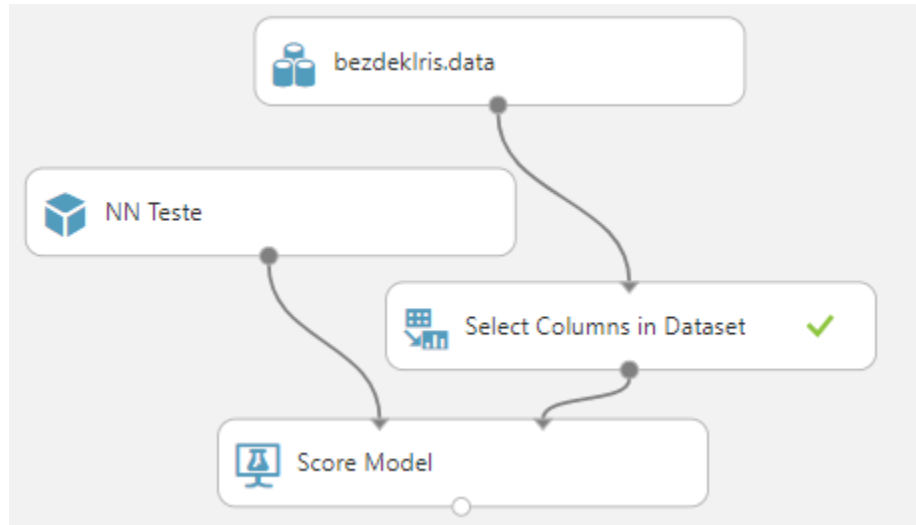 bezdekIris.data
NN Teste
Select Columns in Dataset
Score Model